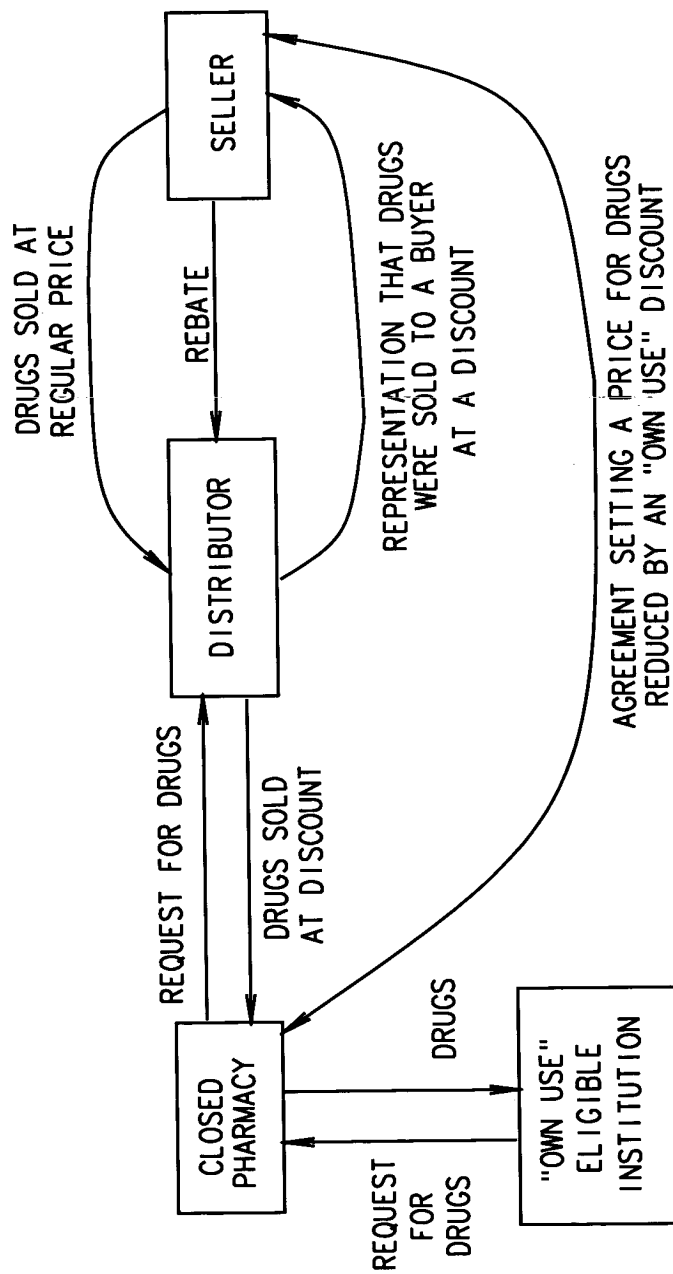 DRUGS SOLD AT
REGULAR PRICE
SELLER
REBATE
DISTRIBUTOR
REPRESENTATION THAT DRUGS
WERE SOLD TO A BUYER
AT A DISCOUNT
REQUEST FOR DRUGS
DRUGS SOLD
AT DISCOUNT
CLOSED
PHARMACY
AGREEMENT SETTING A PRICE FOR DRUGS
REDUCED BY AN "OWN USE" DISCOUNT
DRUGS
REQUEST
FOR
DRUGS
"OWN USE"
ELIGIBLE
INSTITUTION